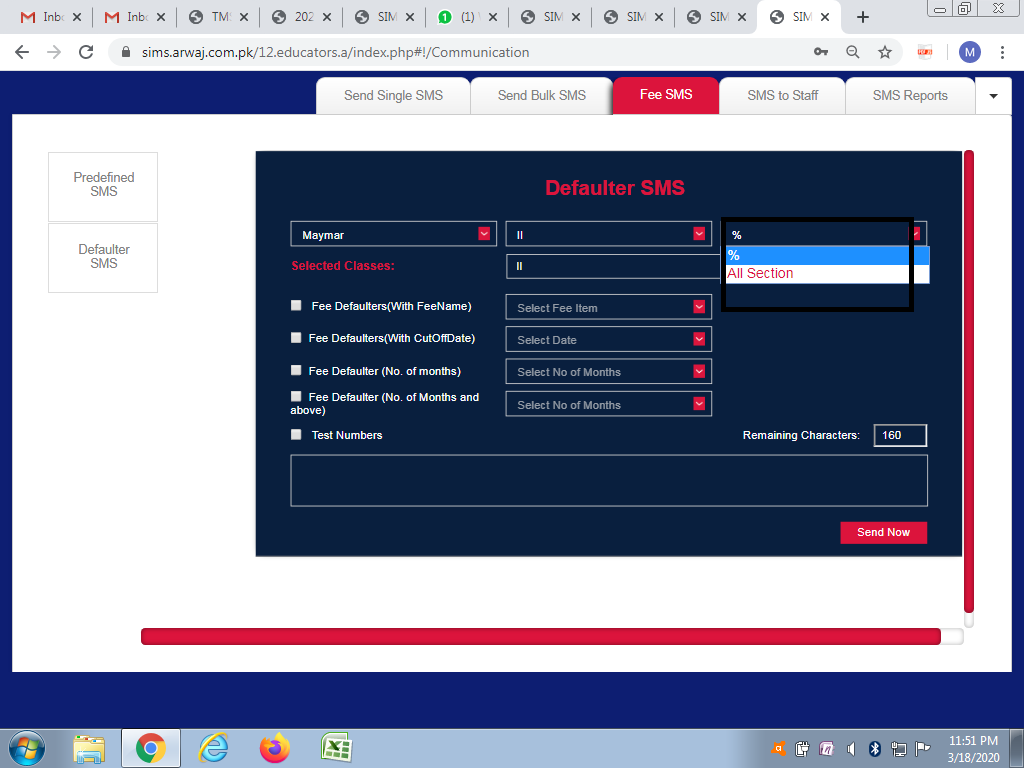 Inb
Inb
TMS
202
SIM
(1)
SIM
SIM
SIM
SIM
sims.arwaj.com.pk/12.educators.a/index.php#!/Communication
M
Send Single SMS
Send Bulk SMS
Fee SMS
SMS to Staff
SMS Reports
Predefined
SMS
Defaulter
SMS
Defaulter SMS
Maymar
II
%
%
All Section
Selected Classes:
II
Fee Defaulters(With FeeName)
Select Fee Item
Fee Defaulters(With CutOffDate)
Select Date
Fee Defaulter (No. of months)
Select No of Months
Fee Defaulter (No. of Months and
above)
Select No of Months
Test Numbers
Remaining Characters:
160
Send Now
11:51 PM
3/18/2020